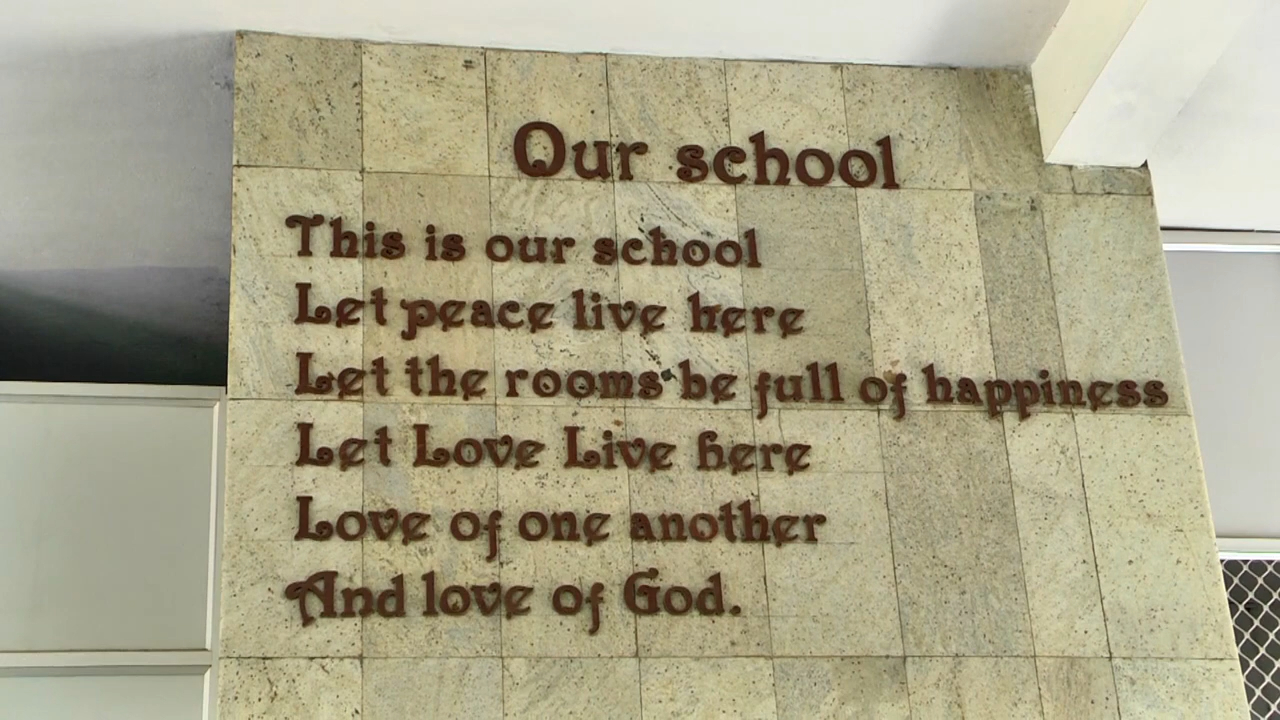 Our school
This is our school
Let peace live here
Let the rooms be full of happiness
Let Love Live here
Love of one another
And love of God.